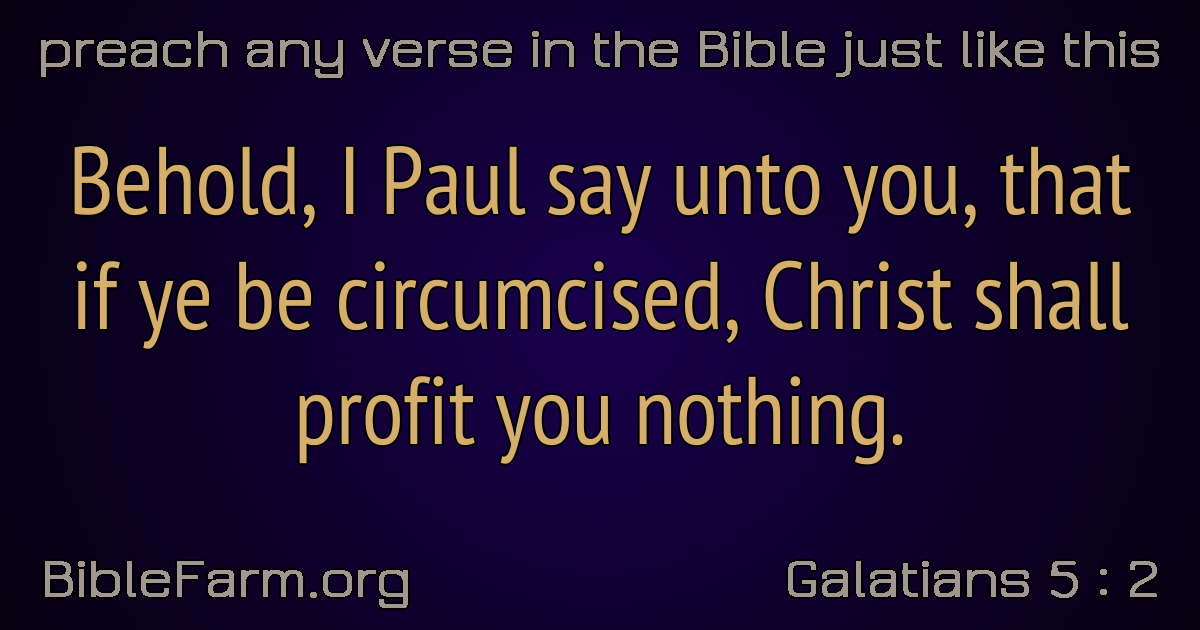 preach any verse in the Bible just like this
Behold, I Paul say unto you, that
if ye be circumcised, Christ shall
profit you nothing.
BibleFarm.org
Galatians 5 : 2